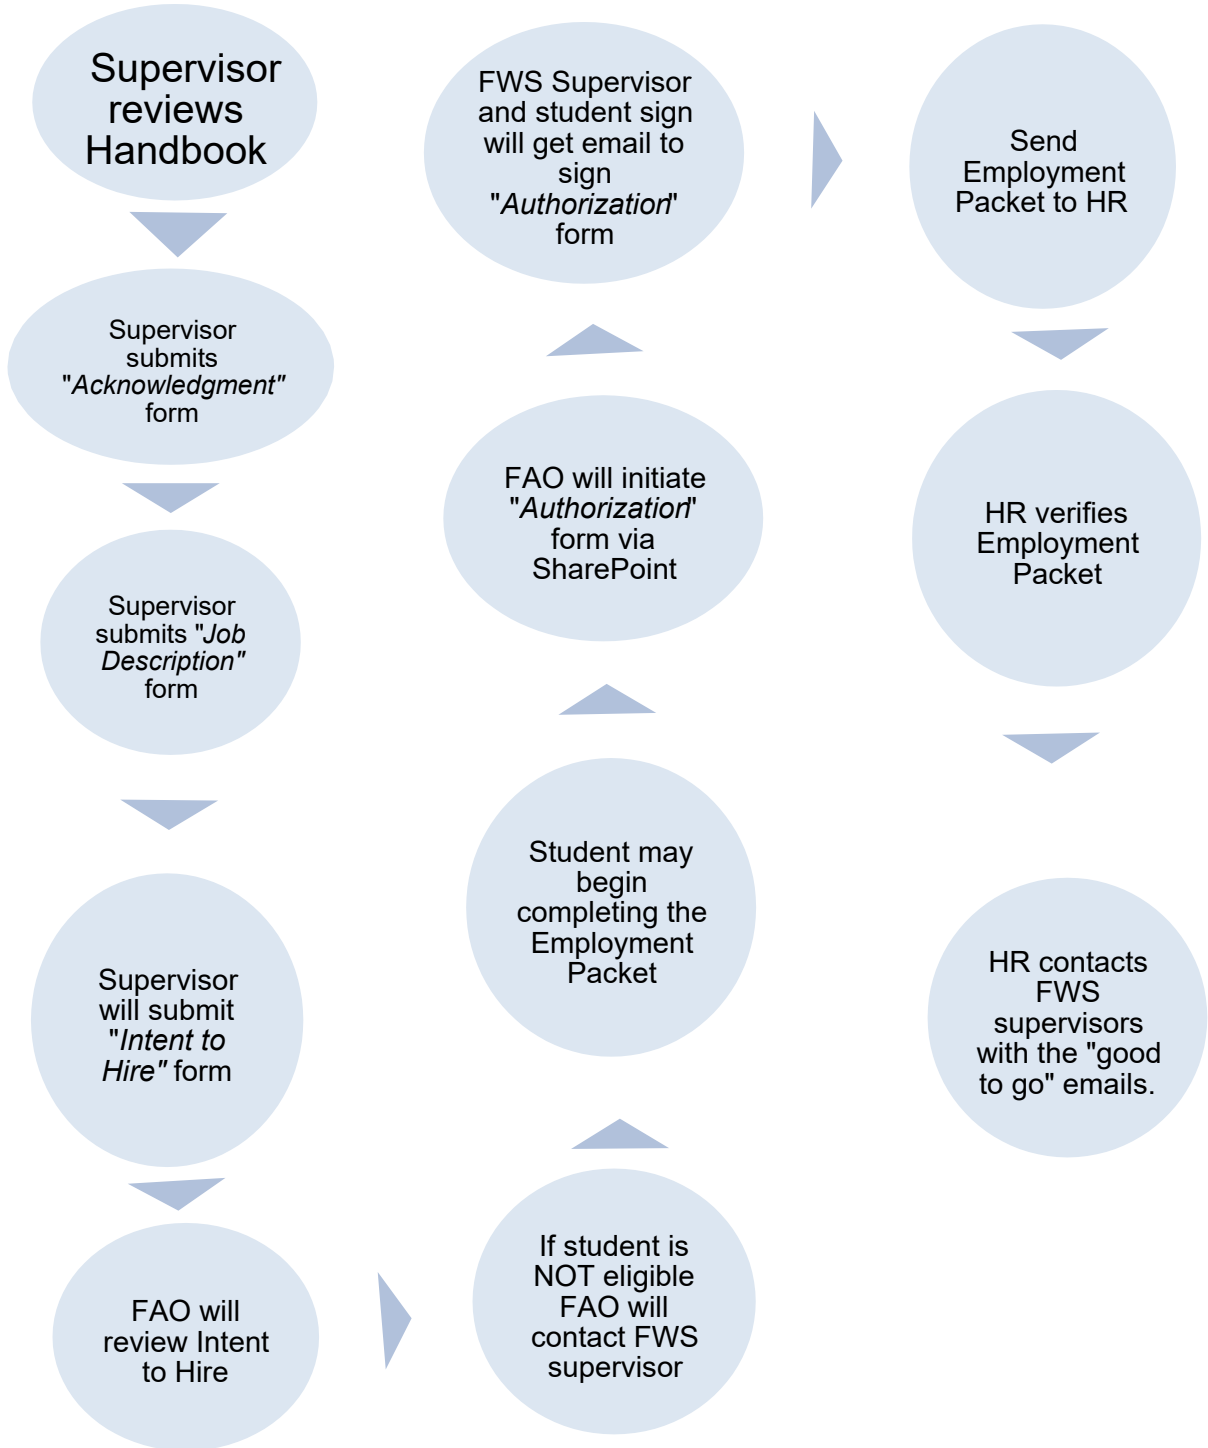 Supervisor
reviews
Handbook
Supervisor
submits
"Acknowledgment"
form
Supervisor
submits "Job
Description"
form
Supervisor
will submit
"Intent to
Hire" form
FAO will
review Intent
to Hire
If student is
NOT eligible
FAO will
contact FWS
supervisor
Student may
begin
completing the
Employment
Packet
FAO will initiate
"Authorization"
form via
SharePoint
FWS Supervisor
and student sign
will get email to
sign
"Authorization"
form
Send
Employment
Packet to HR
HR verifies
Employment
Packet
HR contacts
FWS
supervisors
with the "good
to go" emails.